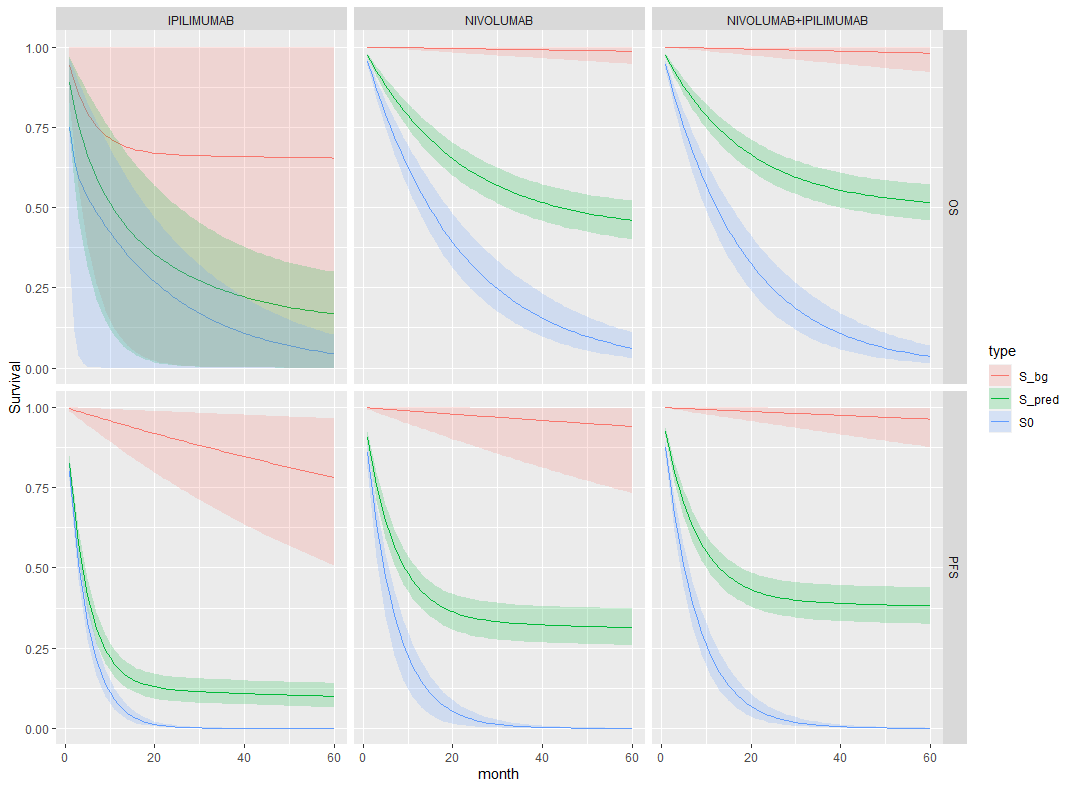 IPILIMUMAB
NIVOLUMAB
NIVOLUMAB+IPILIMUMAB
1.00
0.75
0.50
0.25
0.00
OS
Survival
1.00
0.75
0.50
0.25
0.00
PFS
0
20
40
60
0
20
40
60
0
20
40
60
month
type
S_bg
S_pred
S0